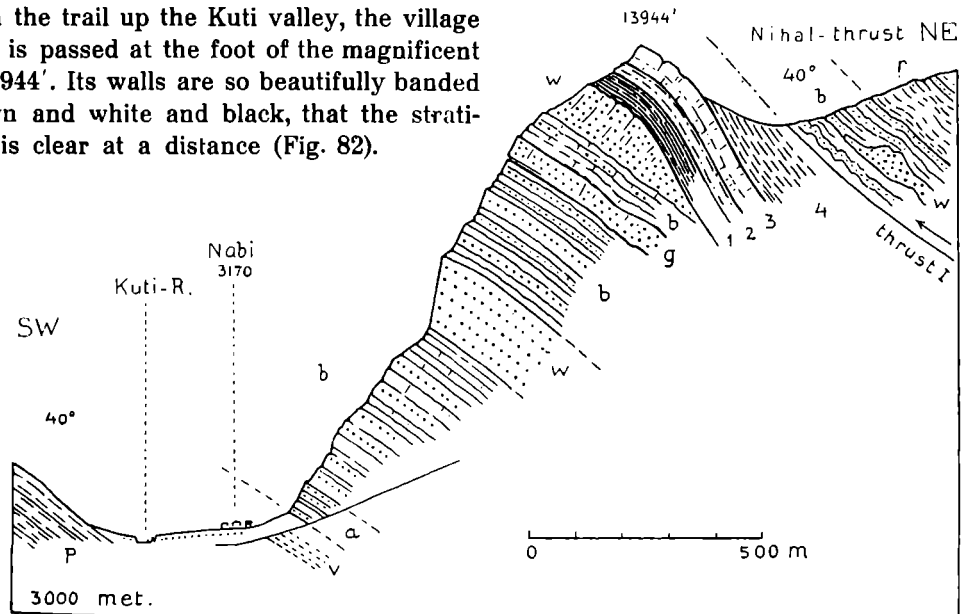 the trail up the Kuti valley, the village
is passed at the foot of the magnificent
944′. Its walls are so beautifully banded
n and white and black, that the strati-
is clear at a distance (Fig. 82).
13944′
Nihal-thrust NE
40°
r
b
w
w
b
g
1 2 3 4
thrust I
b
w
Nabi
3170
Kuti-R.
SW
b
40°
a
v
P
0 500 m
3000 met.